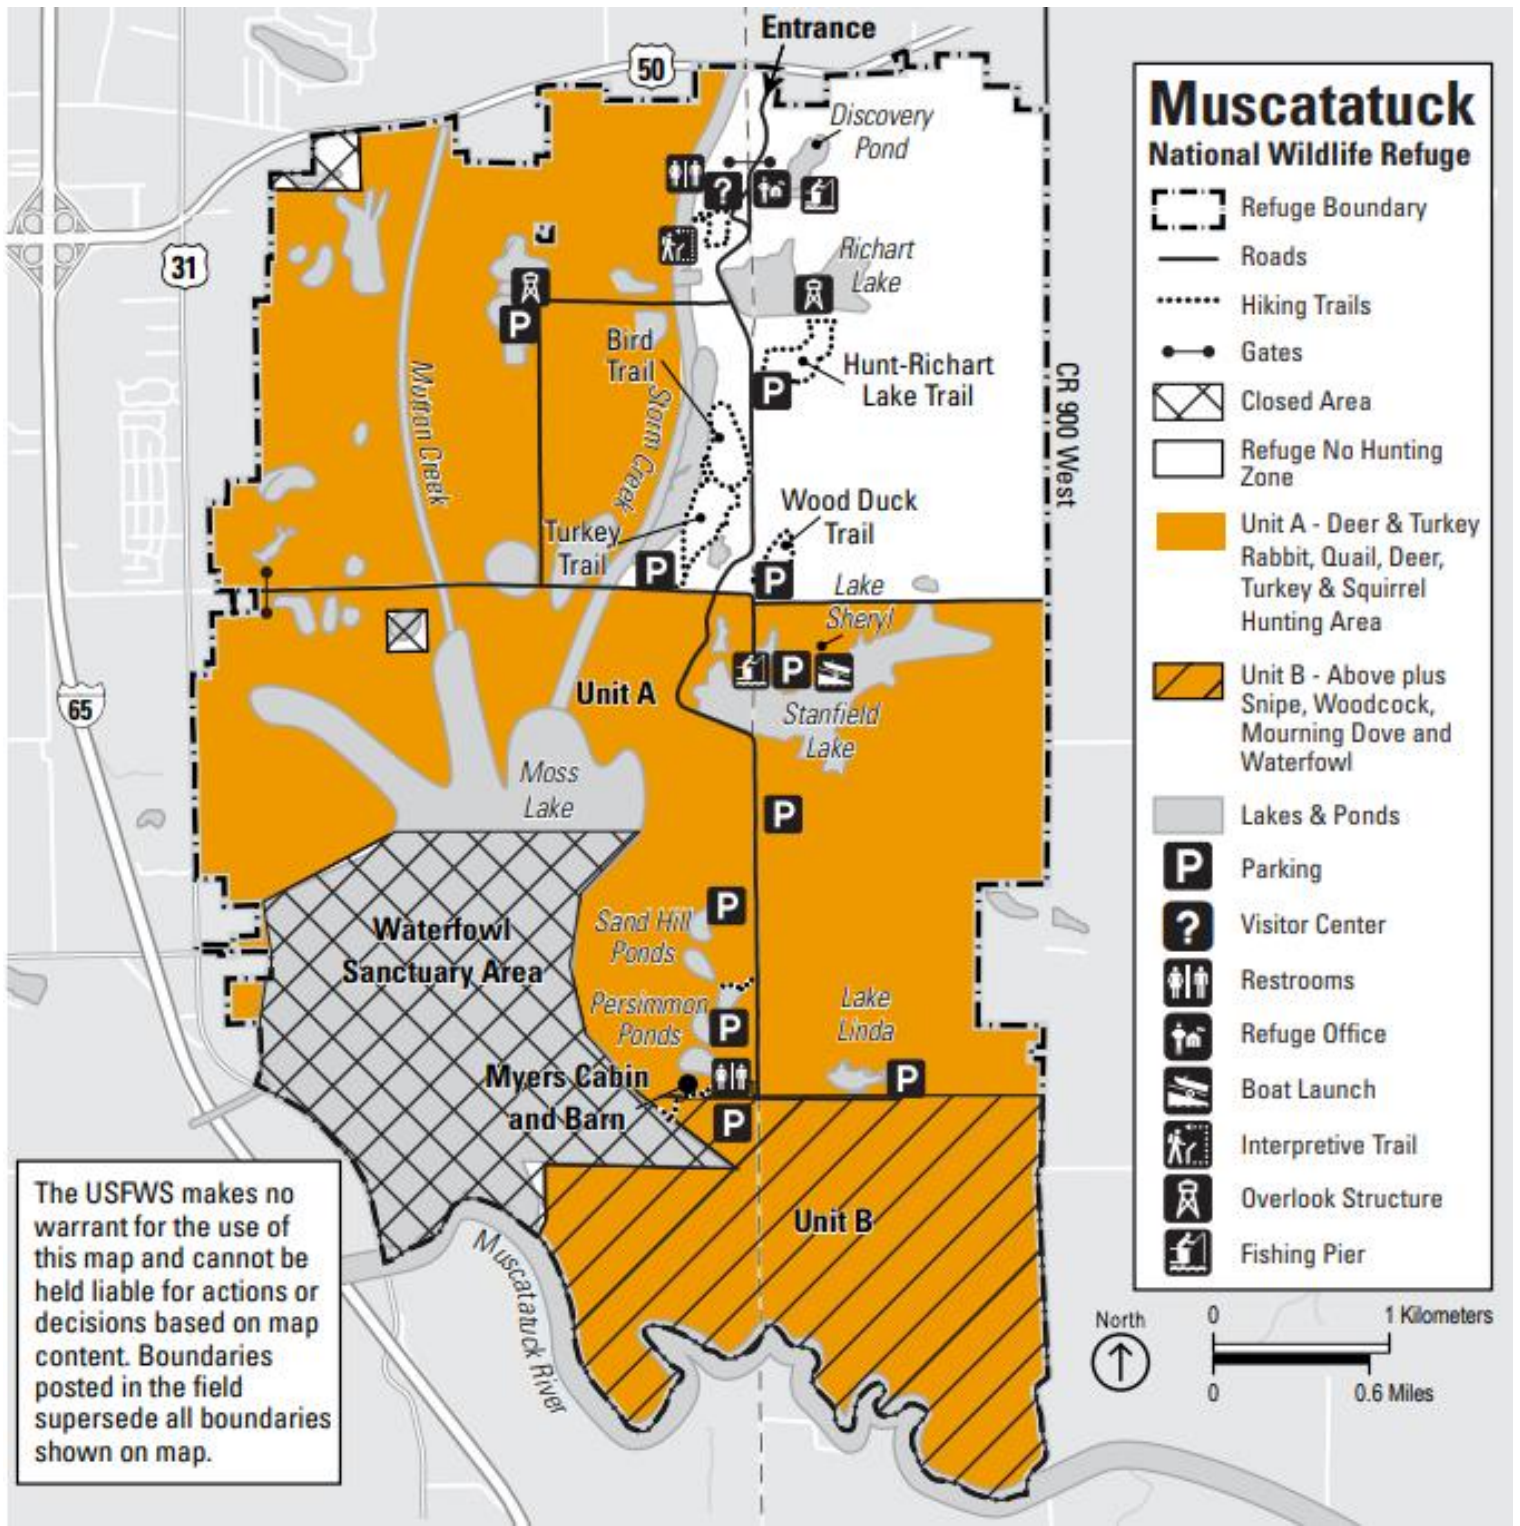 Entrance
50
Discovery
Pond
?
31
Richart
Lake
P
Bird
Trail
Hunt-Richart
Lake Trail
P
Mutton Creek
Storm Creek
CR 900 West
Wood Duck
Trail
Turkey
Trail
P
P
Lake
Sheryl
P
Unit A
65
Stanfield
Lake
Moss
Lake
P
P
Sand Hill
Ponds
Waterfowl
Sanctuary Area
Persimmon
Ponds
P
Lake
Linda
Myers Cabin
and Barn
P
P
Unit B
Muscatatuck River
The USFWS makes no
warrant for the use of
this map and cannot be
held liable for actions or
decisions based on map
content. Boundaries
posted in the field
supersede all boundaries
shown on map.
Muscatatuck
National Wildlife Refuge
Refuge Boundary
Roads
Hiking Trails
Gates
Closed Area
Refuge No Hunting
Zone
Unit A - Deer & Turkey
Rabbit, Quail, Deer,
Turkey & Squirrel
Hunting Area
Unit B - Above plus
Snipe, Woodcock,
Mourning Dove and
Waterfowl
Lakes & Ponds
P Parking
? Visitor Center
Restrooms
Refuge Office
Boat Launch
Interpretive Trail
Overlook Structure
Fishing Pier
North
0 1 Kilometers
0 0.6 Miles